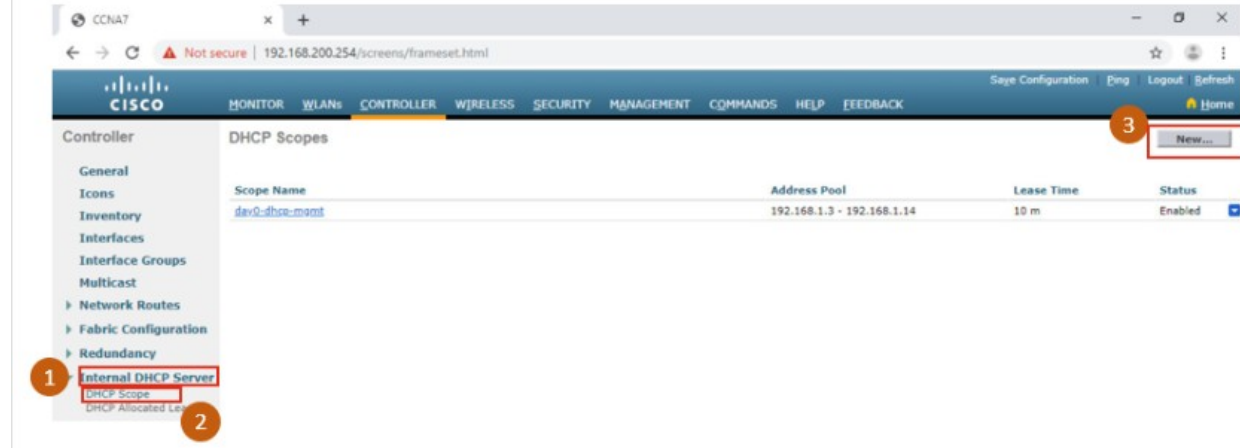 CCNA7
Not secure | 192.168.200.254/screens/frameset.html
Save Configuration Ping Logout Refresh
CISCO MONITOR WLANs CONTROLLER WIRELESS SECURITY MANAGEMENT COMMANDS HELP FEEDBACK Home
Controller DHCP Scopes 3 New...
General
Icons Scope Name Address Pool Lease Time Status
Inventory day0-dhcp-mgmt 192.168.1.3 - 192.168.1.14 10 m Enabled
Interfaces
Interface Groups
Multicast
Network Routes
Fabric Configuration
Redundancy
1 Internal DHCP Server
DHCP Scope
DHCP Allocated
2